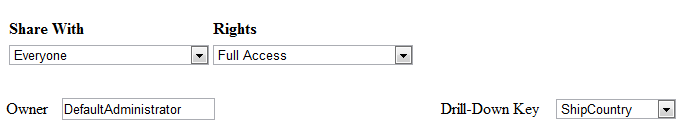 Share With Rights
Everyone Full Access
Owner DefaultAdministrator Drill-Down Key ShipCountry